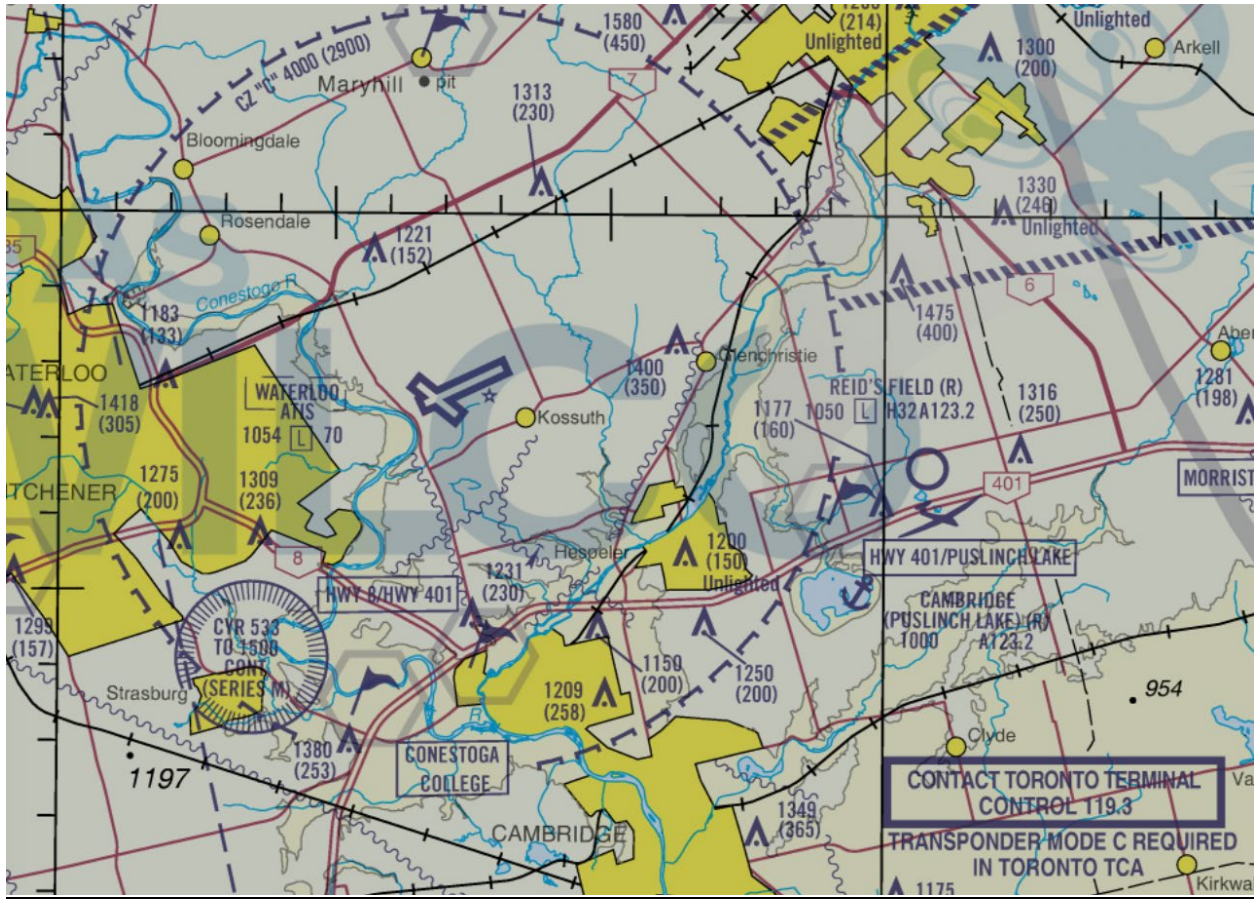 1200
(214)
Unlighted
Unlighted
1580
(450)
1300
(200)
Arkell
CZ "C" 4000 (2900)
Maryhill
pit
7
1313
(230)
Bloomingdale
1330
(246)
Unlighted
Rosendale
1221
(152)
85
Conestogo R
6
1475
(400)
1183
(133)
Glenchristie
1400
(350)
Aber
WATERLOO
ATERLOO
ATIS
REID'S FIELD (R)
1050 L H32 A123.2
1281
(198)
1418
(305)
Kossuth
1177
(160)
1316
(250)
1054 L 70
1275
(200)
1309
(236)
TCHENER
401
MORRIST
8
Hespeler
1200
(150)
Unlighted
HWY 401/PUSLINCH LAKE
1231
(230)
HWY 8/HWY 401
CAMBRIDGE
(PUSLINCH LAKE) (R)
1000 A123.2
1299
(157)
CYR 533
TO 1500
CONT
(SERIES M)
1150
(200)
1250
(200)
Strasburg
1209
(258)
R
954
1380
(253)
Clyde
CONESTOGA
COLLEGE
1197
CONTACT TORONTO TERMINAL
CONTROL 119.3
Va
1349
(365)
CAMBRIDGE
TRANSPONDER MODE C REQUIRED
IN TORONTO TCA
Kirkwa
1175